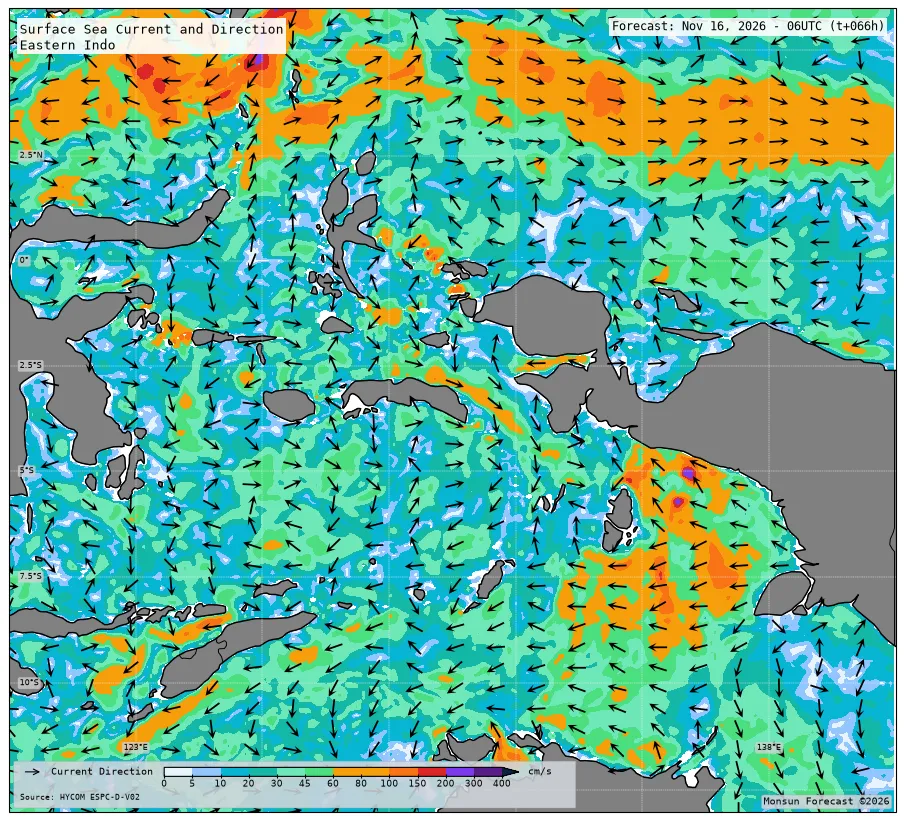 Surface Sea Current and Direction
Eastern Indo
Forecast: Nov 16, 2026 - 06UTC (t+066h)
2.5°N
0°
2.5°S
5°S
7.5°S
10°S
123°E
138°E
Current Direction
0 5 10 20 30 45 60 80 100 150 200 300 400
cm/s
Source: HYCOM ESPC-D-V02
Monsun Forecast ©2026